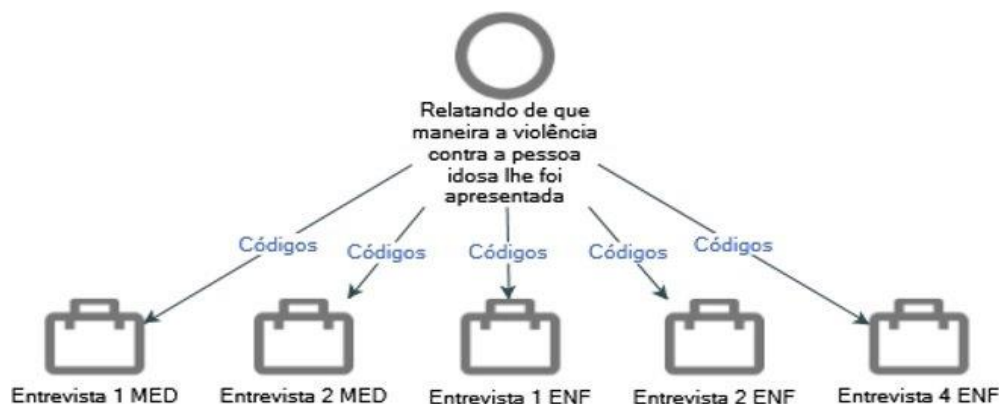 Relatando de que
maneira a violência
contra a pessoa
idosa lhe foi
apresentada
Códigos
Códigos
Códigos
Códigos
Códigos
Entrevista 1 MED
Entrevista 2 MED
Entrevista 1 ENF
Entrevista 2 ENF
Entrevista 4 ENF